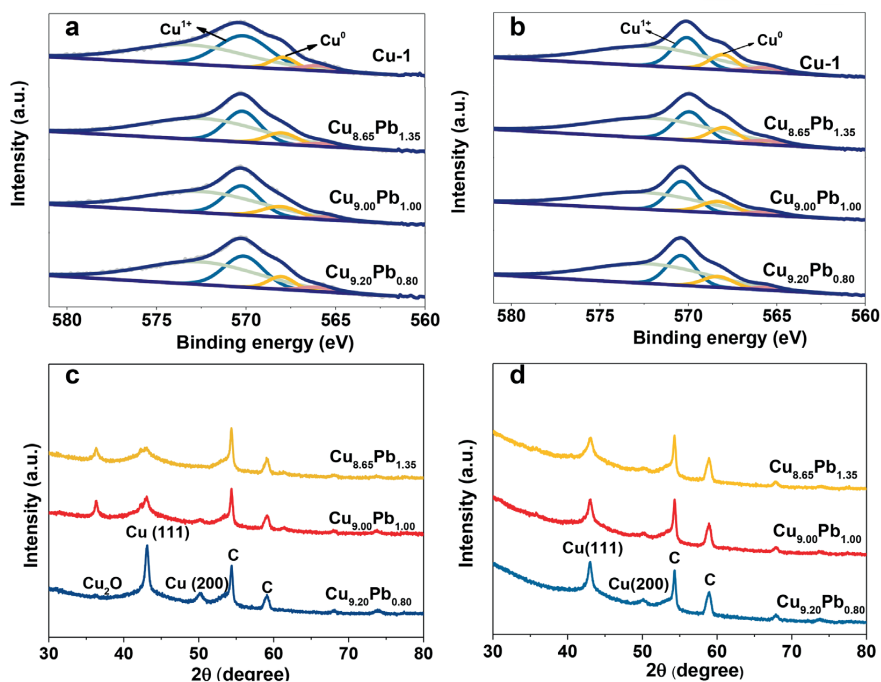 a
Cu1+
Cu0
Cu-1
Cu8.65Pb1.35
Cu9.00Pb1.00
Cu9.20Pb0.80
Intensity (a.u.)
580 575 570 565 560
Binding energy (eV)
b
Cu1+
Cu0
Cu-1
Cu8.65Pb1.35
Cu9.00Pb1.00
Cu9.20Pb0.80
Intensity (a.u.)
580 575 570 565 560
Binding energy (eV)
c
Cu8.65Pb1.35
Cu9.00Pb1.00
Cu (111)
C
Cu2O
Cu (200)
C
Cu9.20Pb0.80
Intensity (a.u.)
30 40 50 60 70 80
2θ (degree)
d
Cu8.65Pb1.35
Cu9.00Pb1.00
Cu(111)
C
Cu(200)
C
Cu9.20Pb0.80
Intensity (a.u.)
30 40 50 60 70 80
2θ (degree)